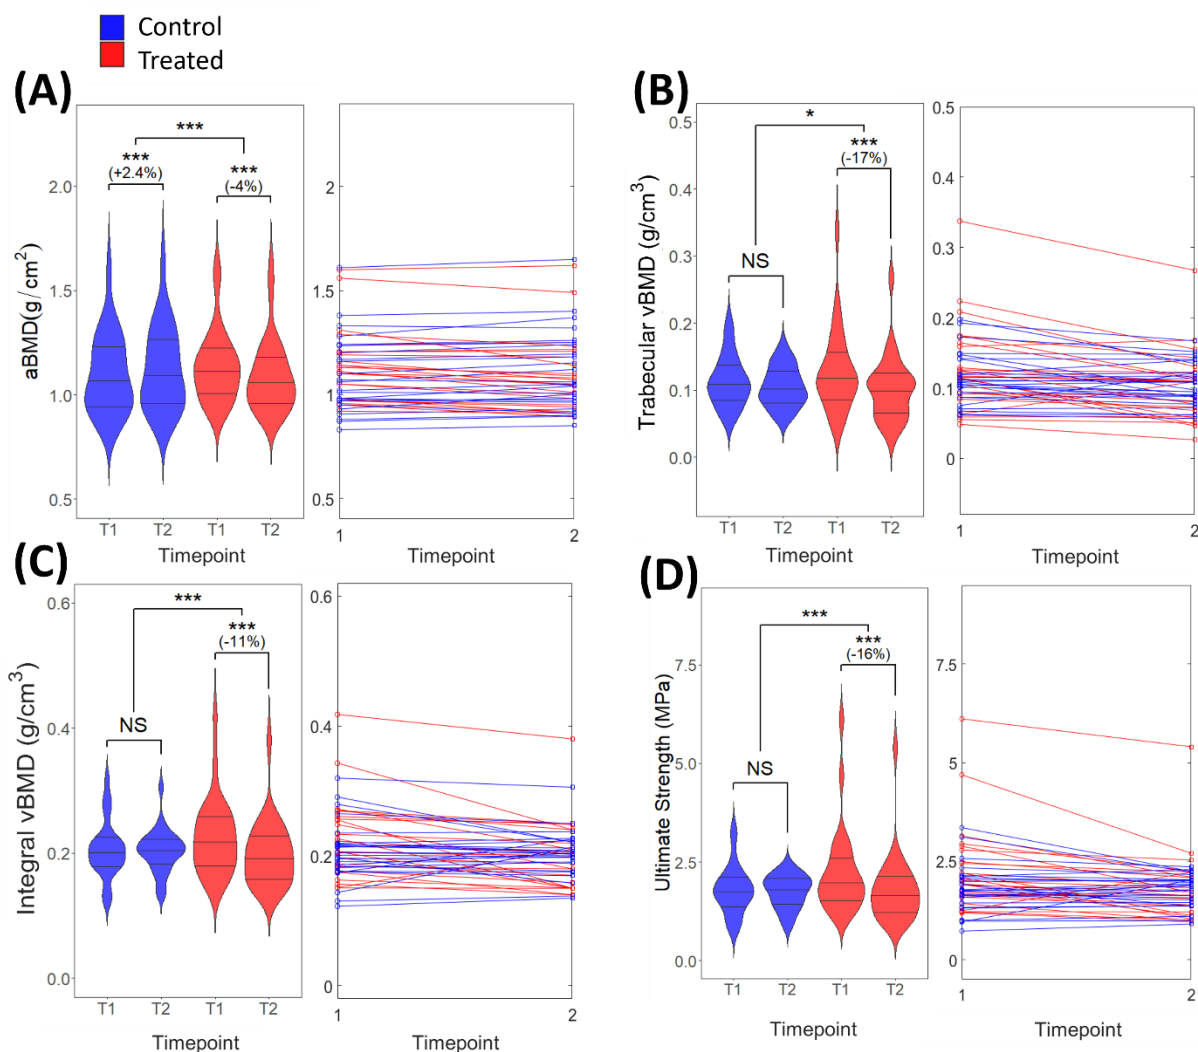 Control
Treated
(A)
aBMD(g/cm2)
2.0
1.5
1.0
0.5
***
***
(+2.4%)
***
(-4%)
T1 T2 T1 T2
Timepoint
2
1.5
1
0.5
1 2
Timepoint
(B)
Trabecular vBMD (g/cm3)
0.5
0.4
0.3
0.2
0.1
0.0
*
***
(-17%)
NS
T1 T2 T1 T2
Timepoint
0.5
0.4
0.3
0.2
0.1
0
1 2
Timepoint
(C)
Integral vBMD (g/cm3)
0.6
0.4
0.2
0.0
***
***
(-11%)
NS
T1 T2 T1 T2
Timepoint
0.6
0.4
0.2
0
1 2
Timepoint
(D)
Ultimate Strength (MPa)
7.5
5.0
2.5
0.0
***
***
(-16%)
NS
T1 T2 T1 T2
Timepoint
7.5
5
2.5
0
1 2
Timepoint